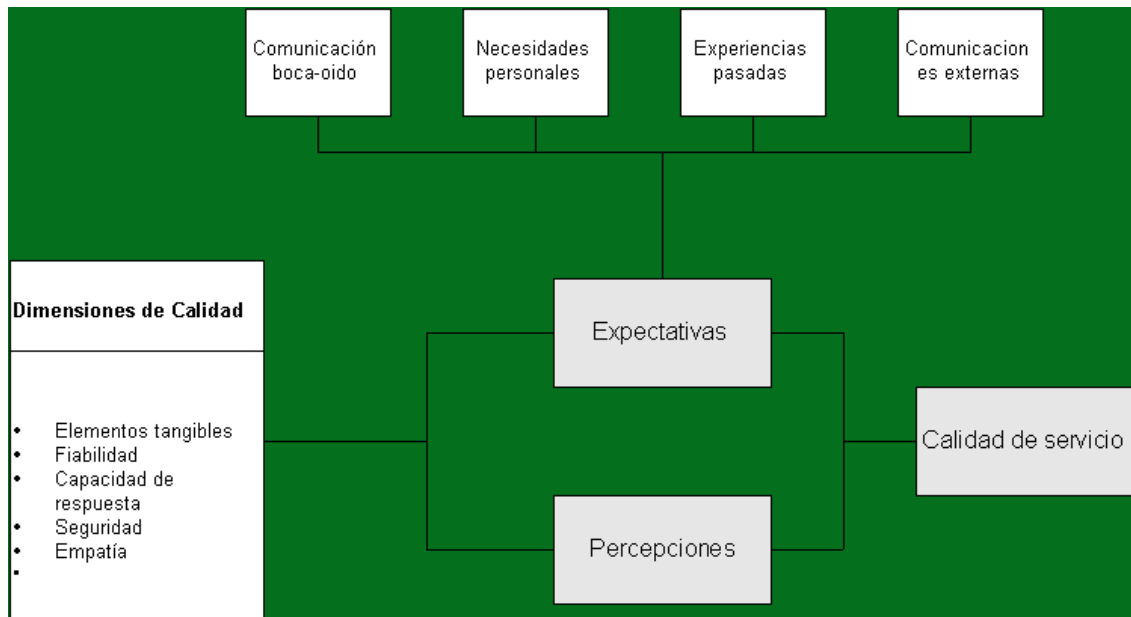 Comunicación
boca-oido
Necesidades
personales
Experiencias
pasadas
Comunicacion
es externas
Dimensiones de Calidad
• Elementos tangibles
• Fiabilidad
• Capacidad de
respuesta
• Seguridad
• Empatía
•
Expectativas
Percepciones
Calidad de servicio